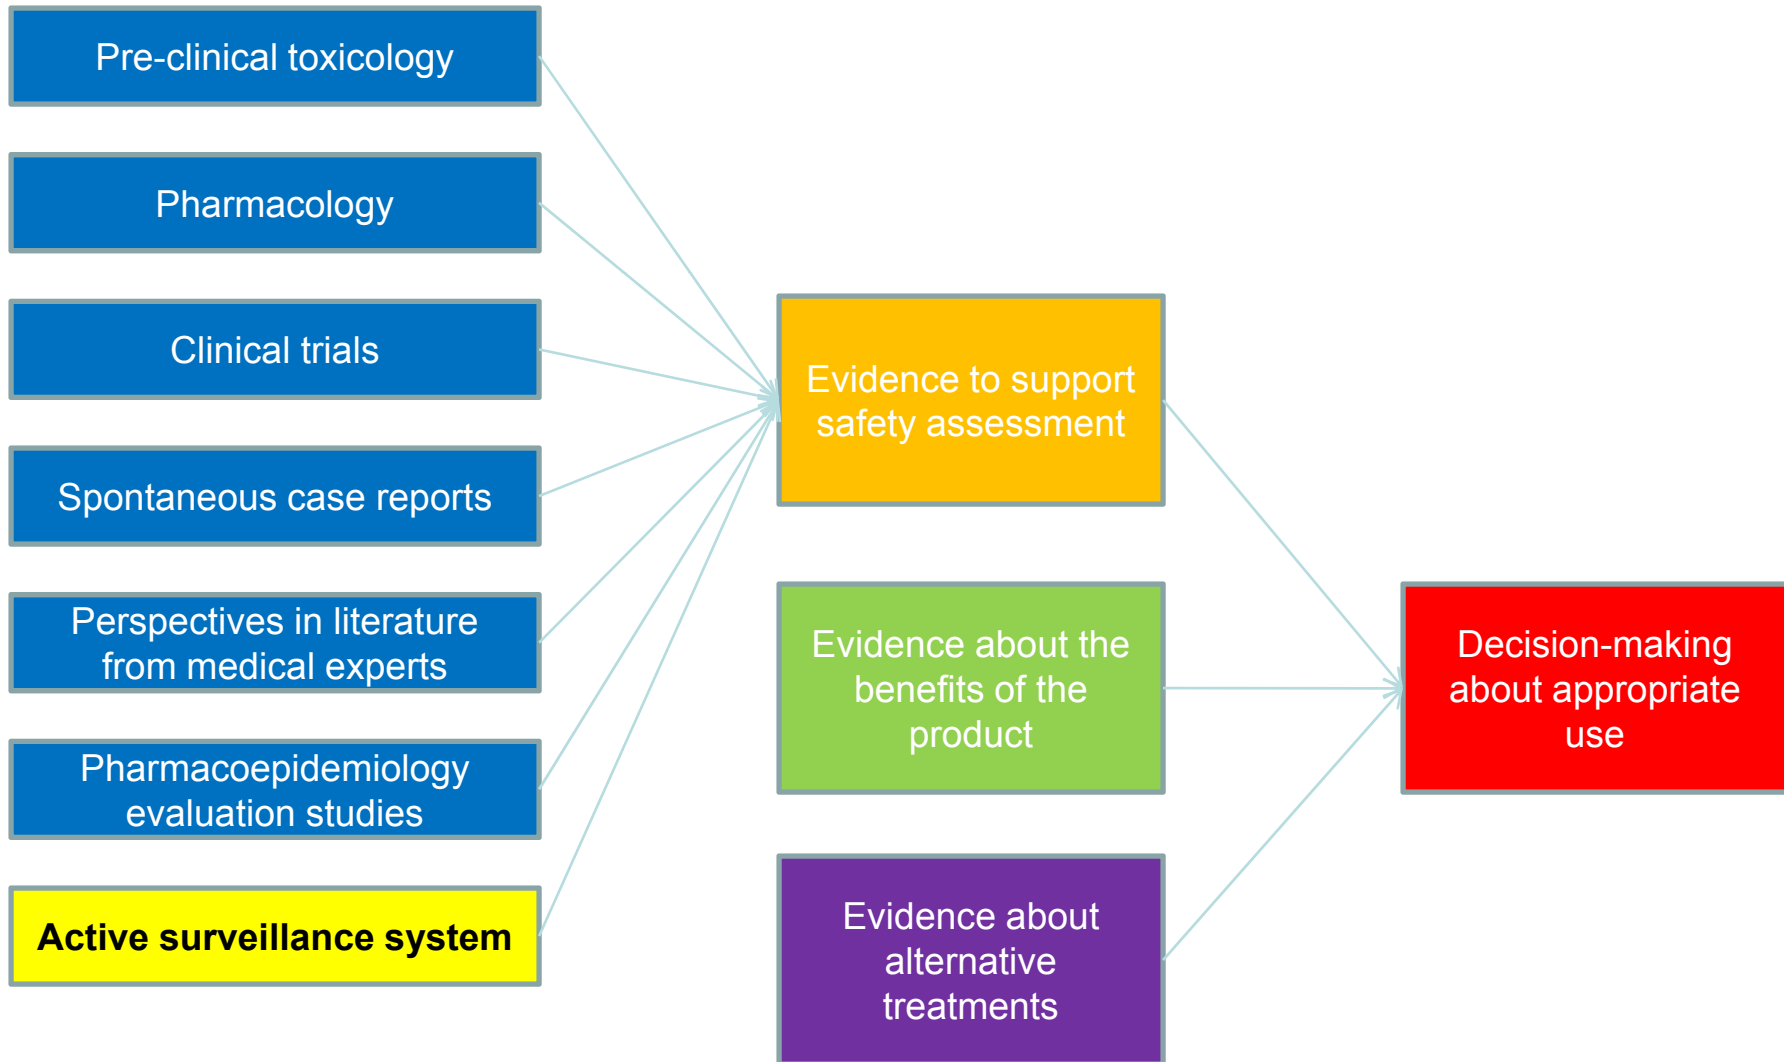 Pre-clinical toxicology
Pharmacology
Clinical trials
Spontaneous case reports
Perspectives in literature
from medical experts
Pharmacoepidemiology
evaluation studies
Active surveillance system
Evidence to support
safety assessment
Evidence about the
benefits of the
product
Evidence about
alternative
treatments
Decision-making
about appropriate
use